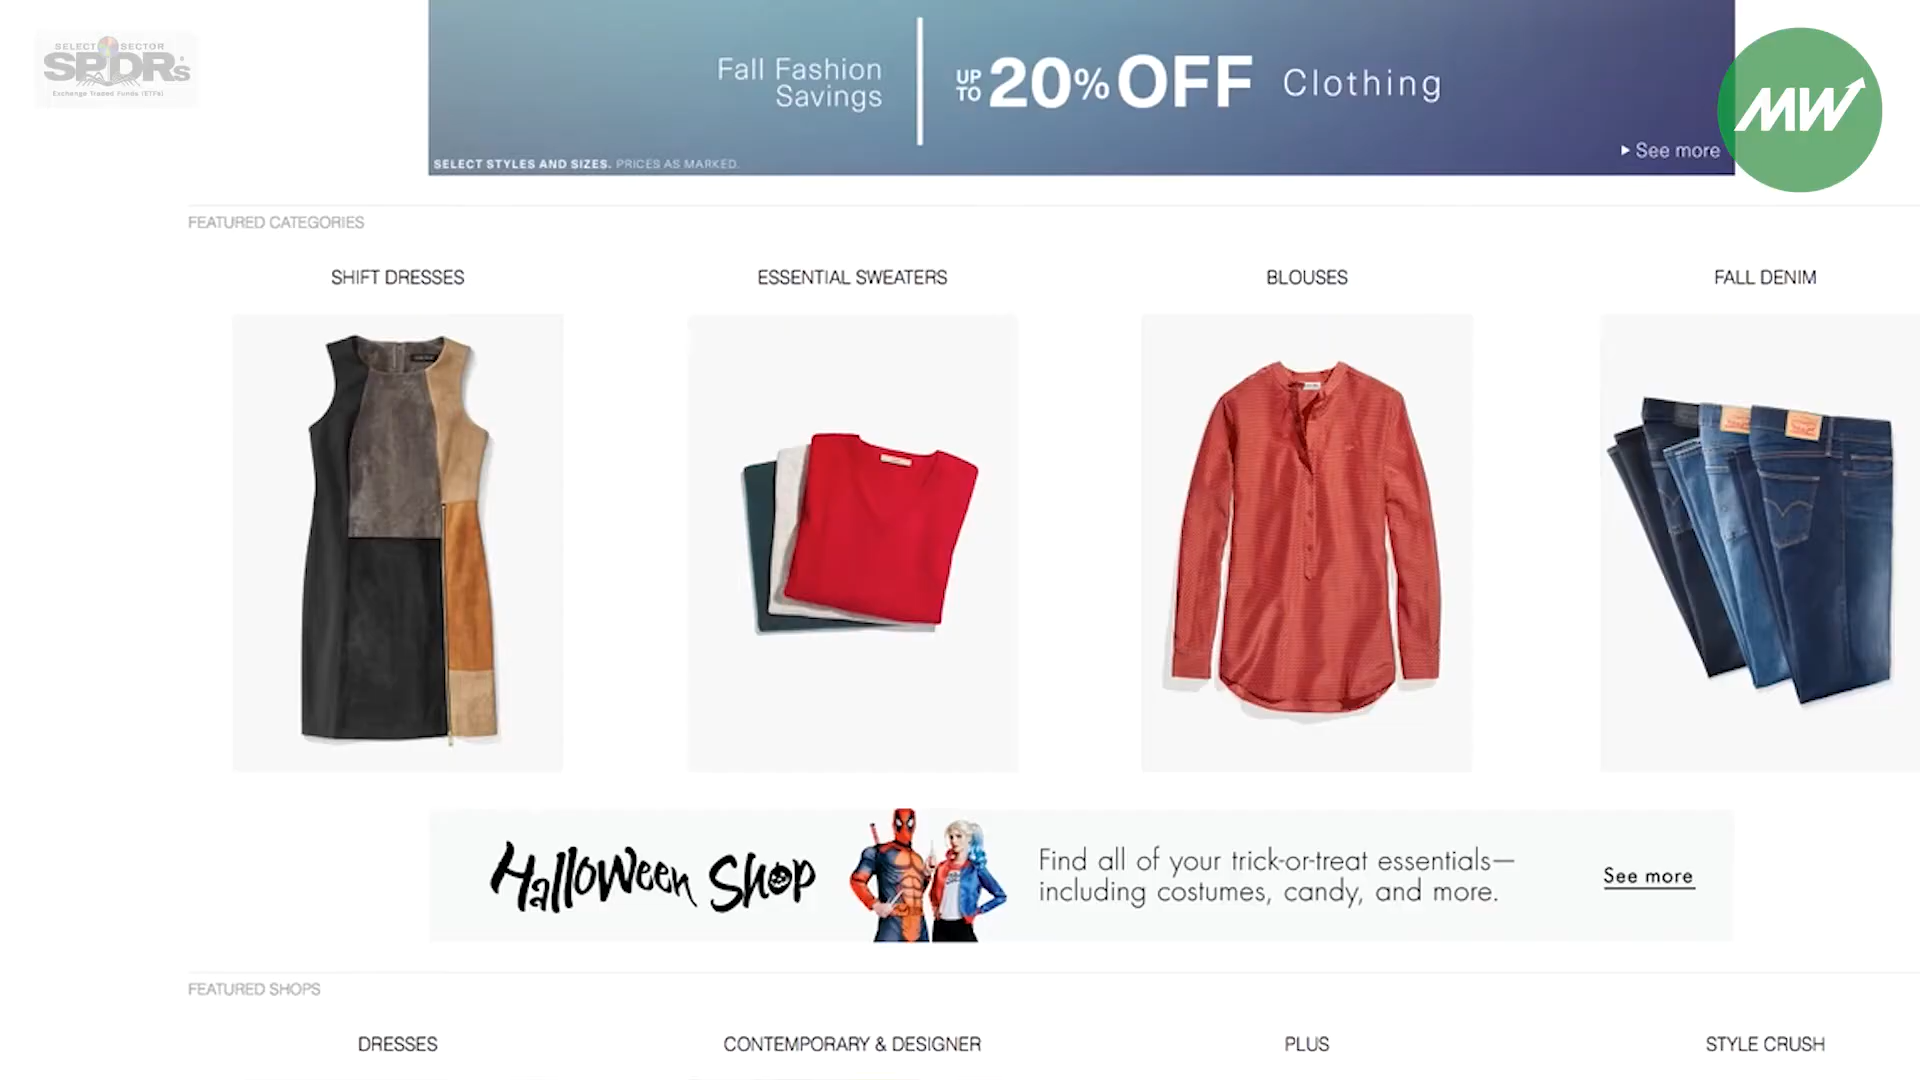 SELECT SECTOR
SPDRs
Exchange Traded Funds (ETFs)
Fall Fashion
Savings
UP TO 20% OFF Clothing
SELECT STYLES AND SIZES. PRICES AS MARKED.
See more
MW
FEATURED CATEGORIES
SHIFT DRESSES
ESSENTIAL SWEATERS
BLOUSES
FALL DENIM
Halloween Shop
Find all of your trick-or-treat essentials—
including costumes, candy, and more.
See more
FEATURED SHOPS
DRESSES
CONTEMPORARY & DESIGNER
PLUS
STYLE CRUSH